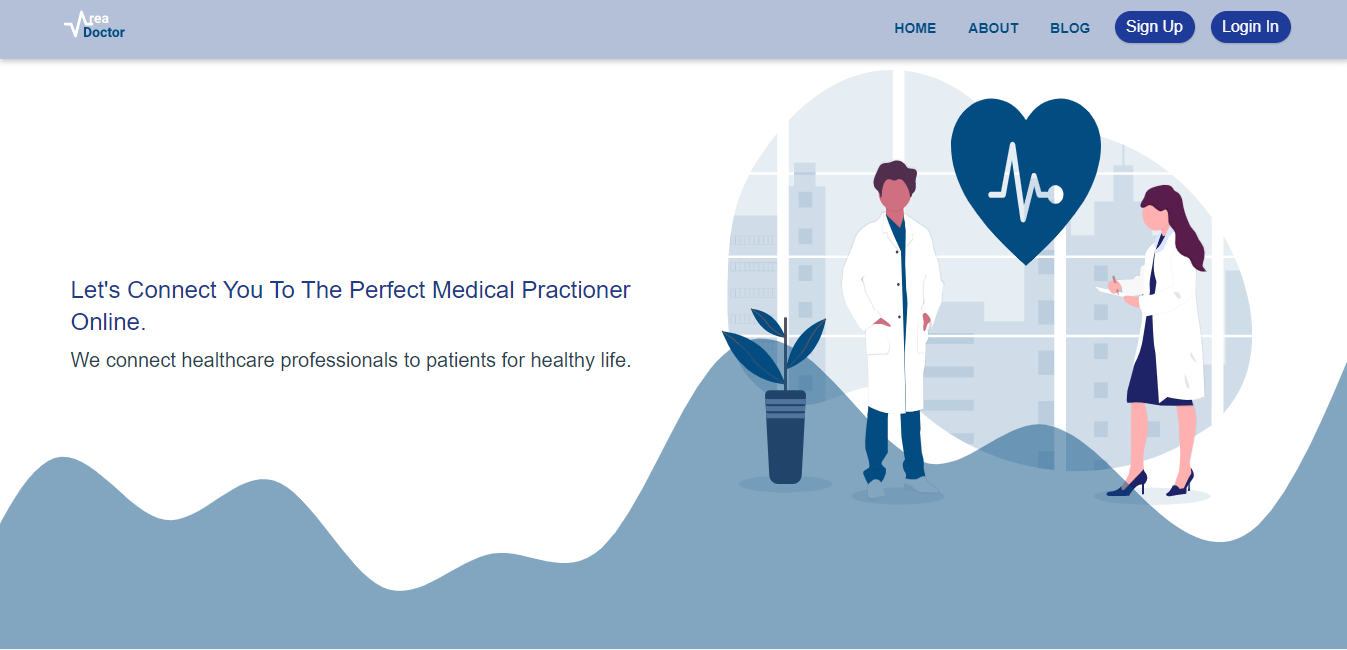 rea
Doctor
HOME
ABOUT
BLOG
Sign Up
Login In
Let's Connect You To The Perfect Medical Practioner
Online.
We connect healthcare professionals to patients for healthy life.